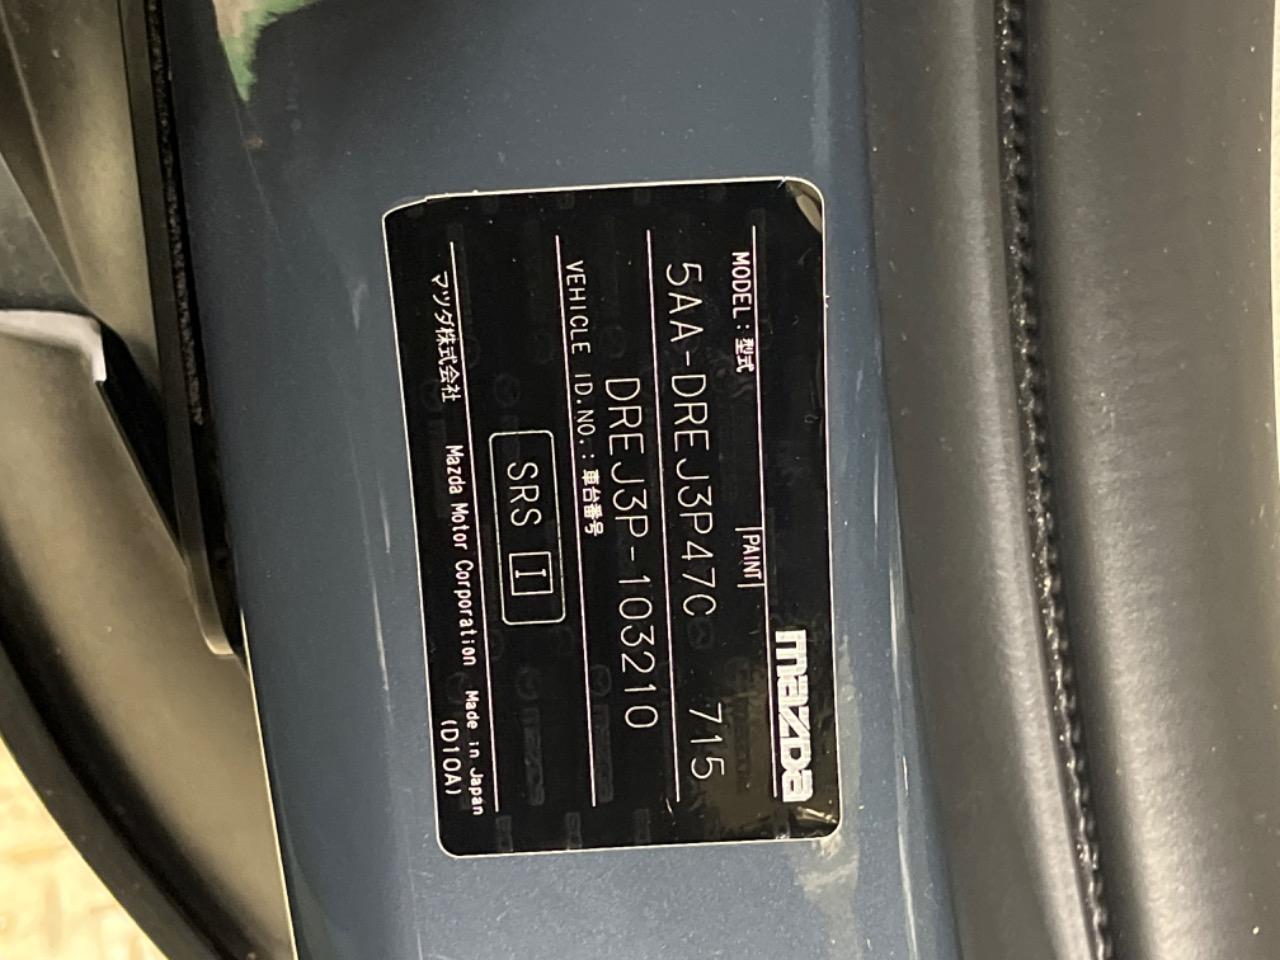 mazda
MODEL:型式 PAINT
5AA-DREJ3P47C 715
DREJ3P-103210
VEHICLE ID.NO.:車台番号
SRS I
マツダ株式会社 Mazda Motor Corporation Made in Japan
(D10A)